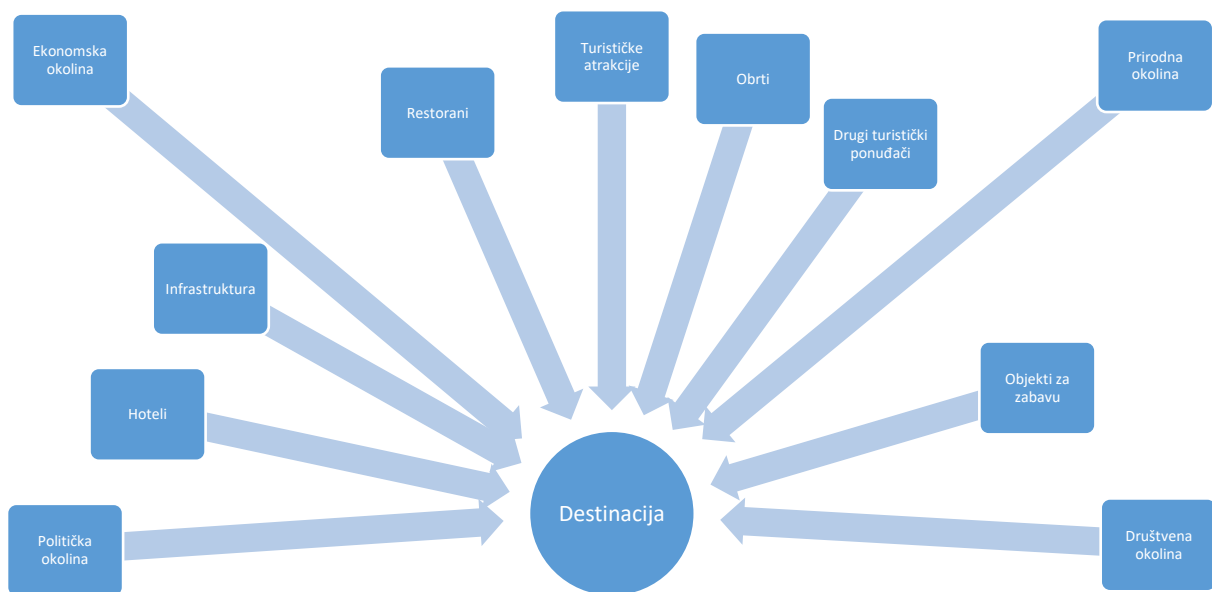 Ekonomska
okolina
Restorani
Turističke
atrakcije
Obrti
Drugi turistički
ponuđači
Prirodna
okolina
Infrastruktura
Hoteli
Objekti za
zabavu
Politička
okolina
Destinacija
Društvena
okolina